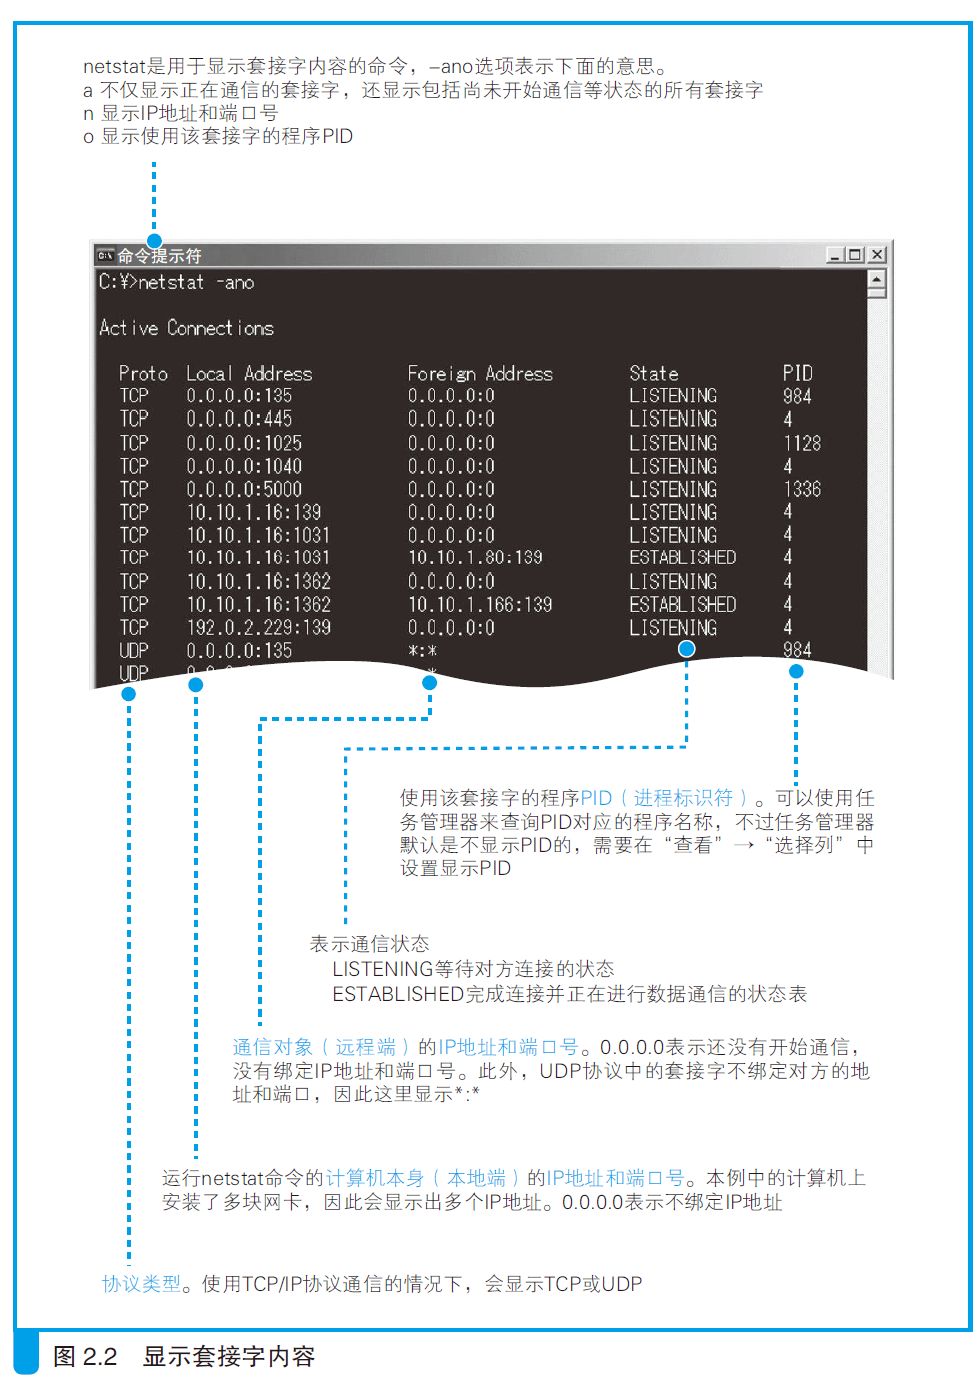 netstat是用于显示套接字内容的命令，–ano选项表示下面的意思。
a 不仅显示正在通信的套接字，还显示包括尚未开始通信等状态的所有套接字
n 显示IP地址和端口号
o 显示使用该套接字的程序PID
命令提示符
C:¥>netstat -ano
Active Connections
Proto Local Address Foreign Address State PID
TCP 0.0.0.0:135 0.0.0.0:0 LISTENING 984
TCP 0.0.0.0:445 0.0.0.0:0 LISTENING 4
TCP 0.0.0.0:1025 0.0.0.0:0 LISTENING 1128
TCP 0.0.0.0:1040 0.0.0.0:0 LISTENING 4
TCP 0.0.0.0:5000 0.0.0.0:0 LISTENING 1336
TCP 10.10.1.16:139 0.0.0.0:0 LISTENING 4
TCP 10.10.1.16:1031 0.0.0.0:0 LISTENING 4
TCP 10.10.1.16:1031 10.10.1.80:139 ESTABLISHED 4
TCP 10.10.1.16:1362 0.0.0.0:0 LISTENING 4
TCP 10.10.1.16:1362 10.10.1.166:139 ESTABLISHED 4
TCP 192.0.2.229:139 0.0.0.0:0 LISTENING 4
UDP 0.0.0.0:135 *:* 984
UDP
使用该套接字的程序PID（进程标识符）。可以使用任
务管理器来查询PID对应的程序名称，不过任务管理器
默认是不显示PID的，需要在“查看”→“选择列”中
设置显示PID
表示通信状态
LISTENING等待对方连接的状态
ESTABLISHED完成连接并正在进行数据通信的状态表
通信对象（远程端）的IP地址和端口号。0.0.0.0表示还没有开始通信，
没有绑定IP地址和端口号。此外，UDP协议中的套接字不绑定对方的地
址和端口，因此这里显示*:*
运行netstat命令的计算机本身（本地端）的IP地址和端口号。本例中的计算机上
安装了多块网卡，因此会显示出多个IP地址。0.0.0.0表示不绑定IP地址
协议类型。使用TCP/IP协议通信的情况下，会显示TCP或UDP
图 2.2 显示套接字内容